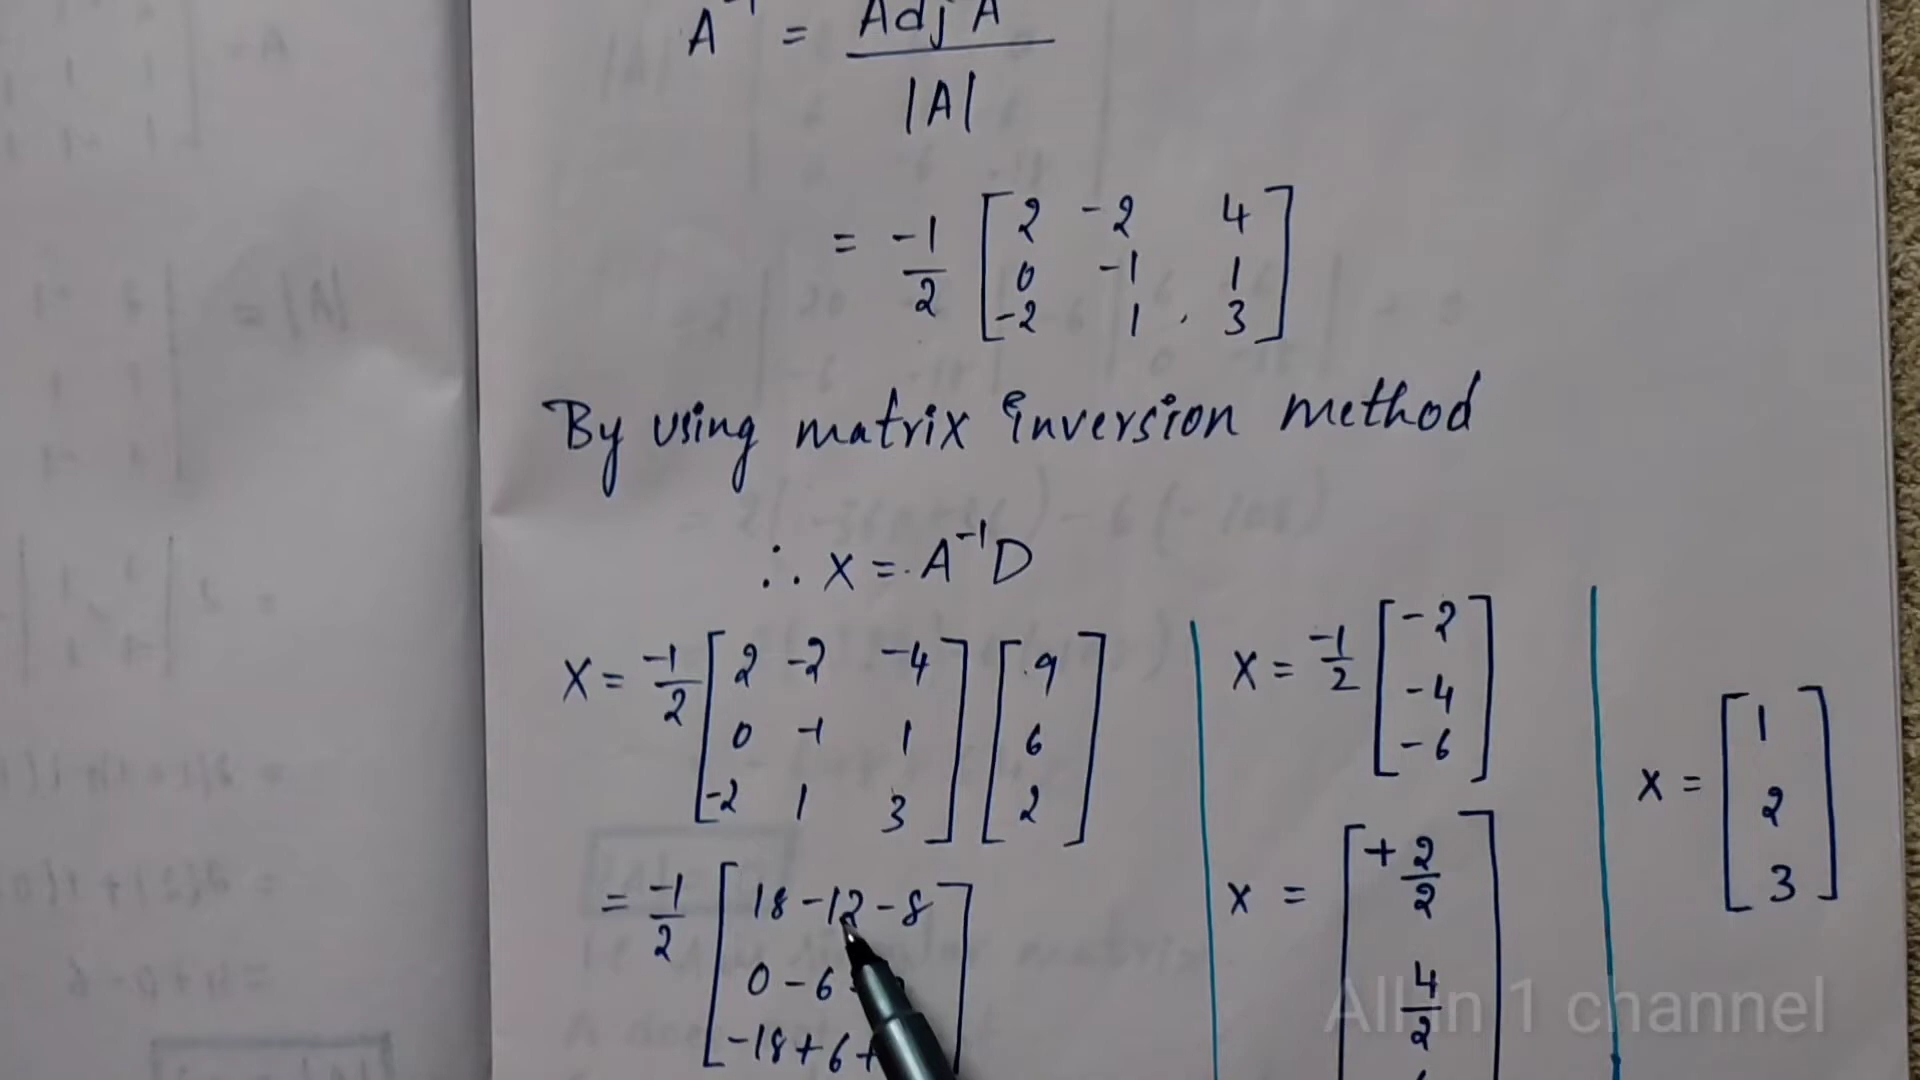 A⁻¹ = Adj A
|A|
= -1/2 [2 -2 4
0 -1 1
-2 1 3]
By using matrix inversion method
∴ x = A⁻¹D
X = -1/2 [2 -2 -4
0 -1 1
-2 1 3] [9
6
2]
= -1/2 [18 -12 -8
0 -6
-18 + 6 +
X = -1/2 [-2
-4
-6]
x = [+2/2
4/2
x = [1
2
3]
All in 1 channel